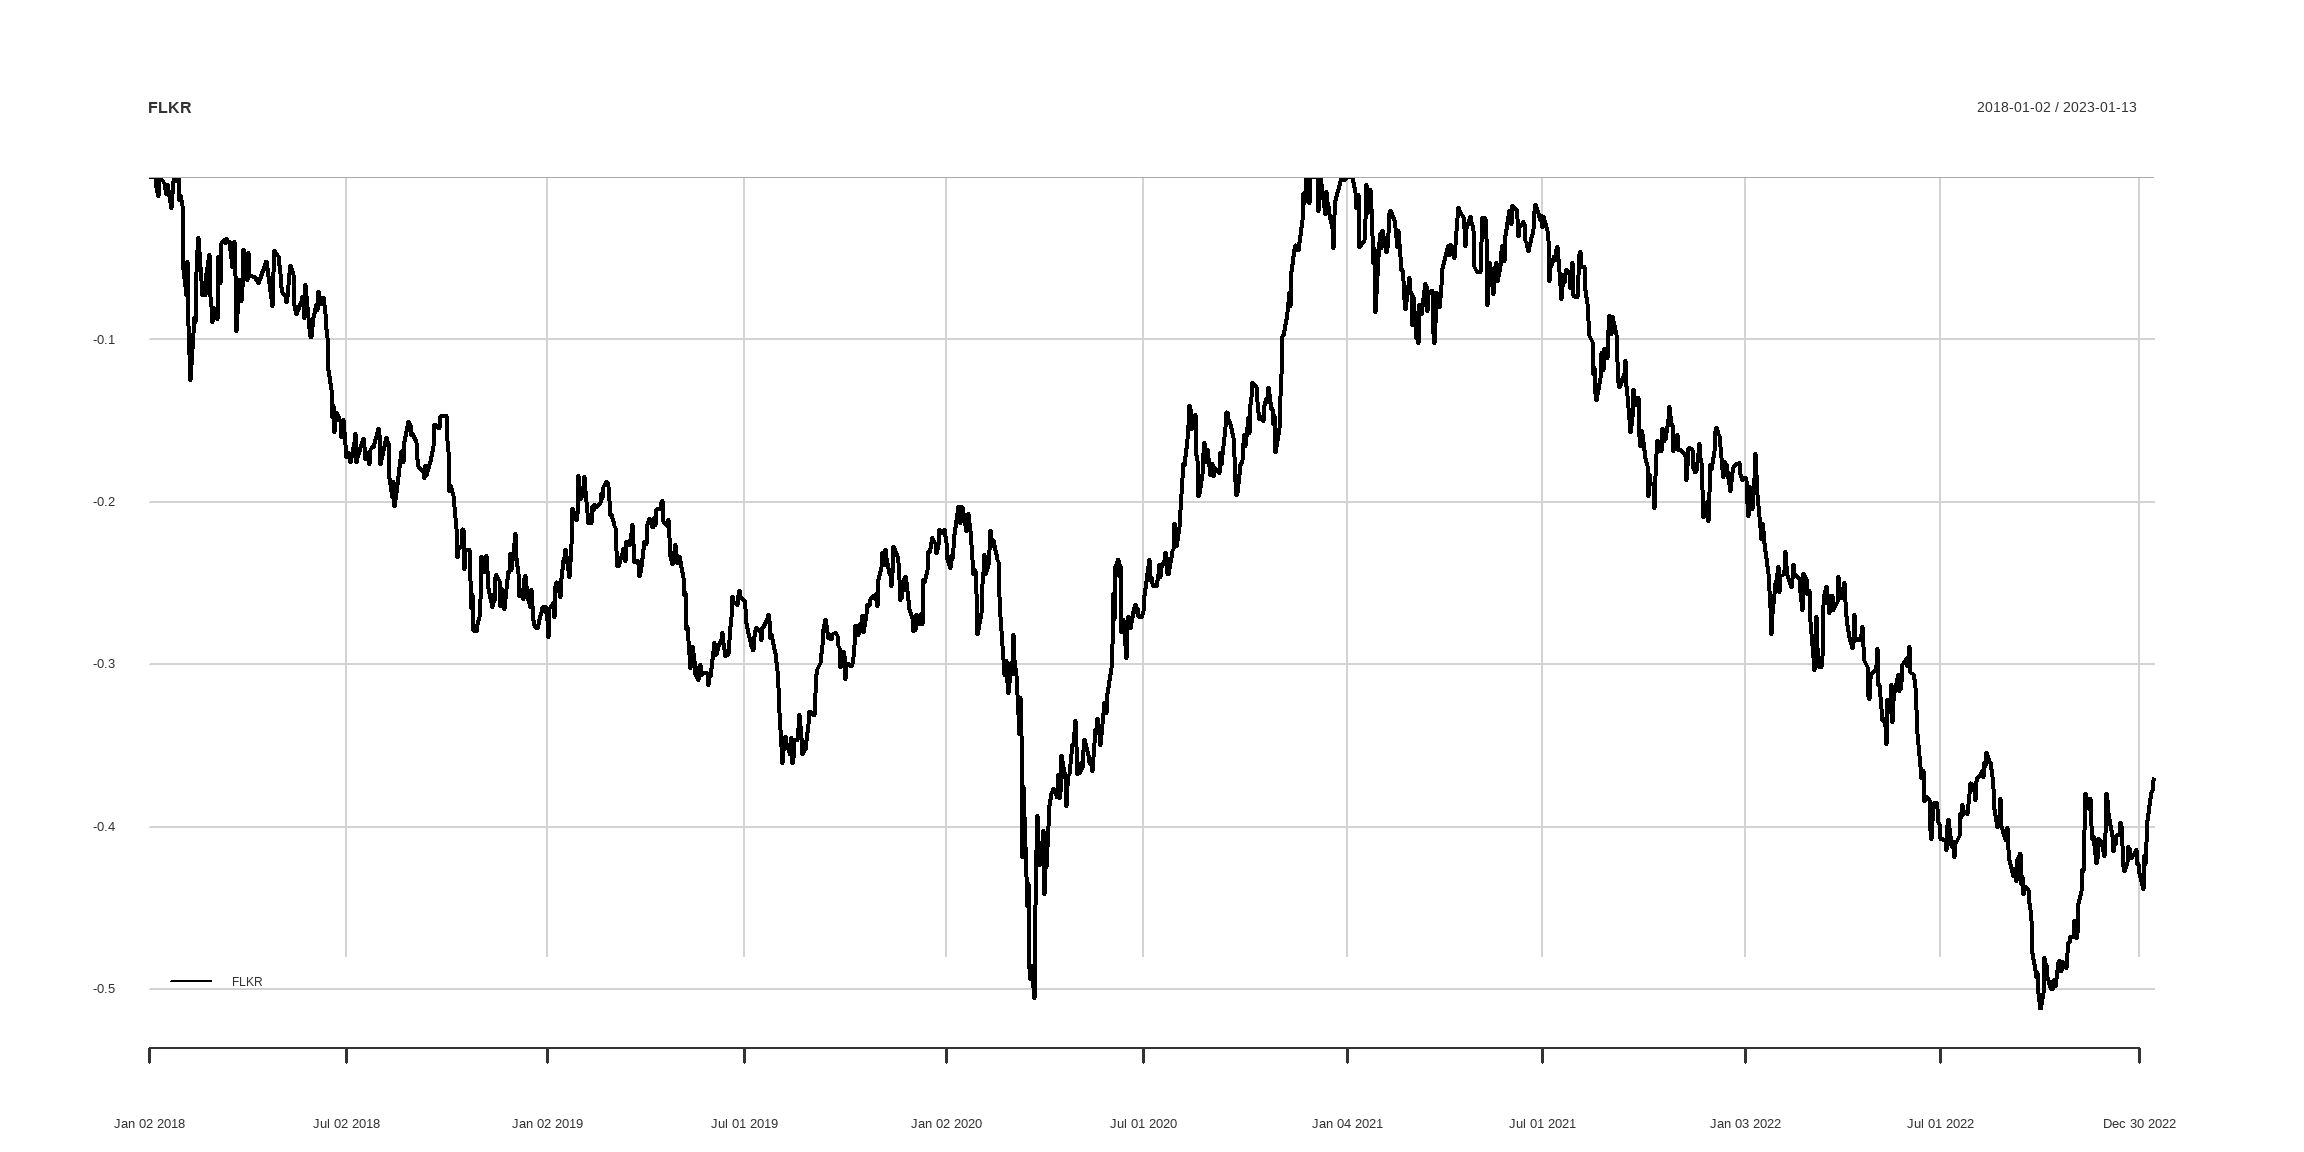 FLKR
2018-01-02 / 2023-01-13
-0.1
-0.2
-0.3
-0.4
-0.5
FLKR
Jan 02 2018
Jul 02 2018
Jan 02 2019
Jul 01 2019
Jan 02 2020
Jul 01 2020
Jan 04 2021
Jul 01 2021
Jan 03 2022
Jul 01 2022
Dec 30 2022